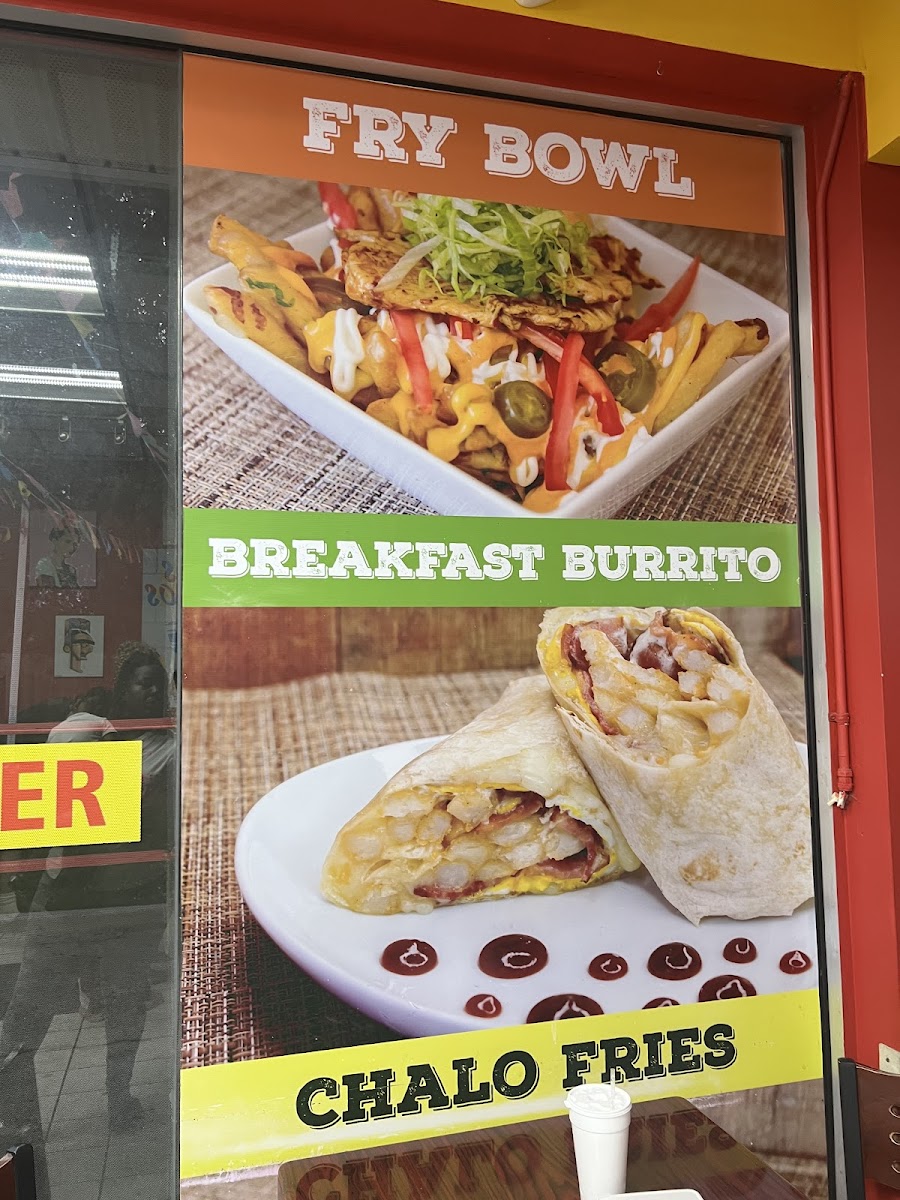 FRY BOWL
BREAKFAST BURRITO
ER
CHALO FRIES